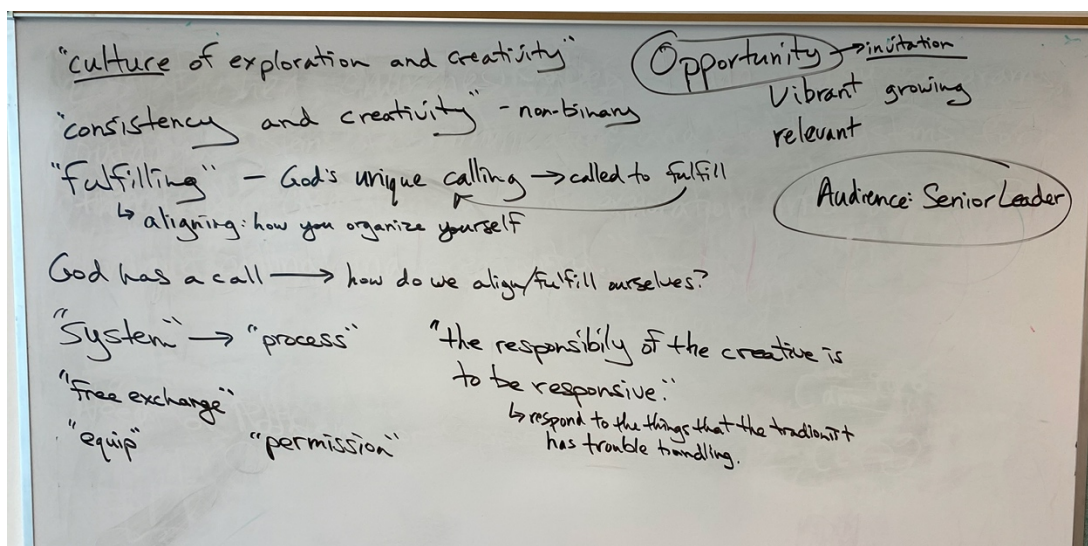 "culture of exploration and creativity"
Opportunity → invitation
Vibrant growing
relevant
"consistency and creativity" - non-binary
"fulfilling" - God's unique calling → called to fulfill
↳ aligning: how you organize yourself
Audience: Senior Leader
God has a call → how do we align/fulfill ourselves?
"System" → "process"
"free exchange"
"equip" "permission"
"the responsibily of the creative is
to be responsive."
↳ respond to the things that the tradionist
has trouble handling.